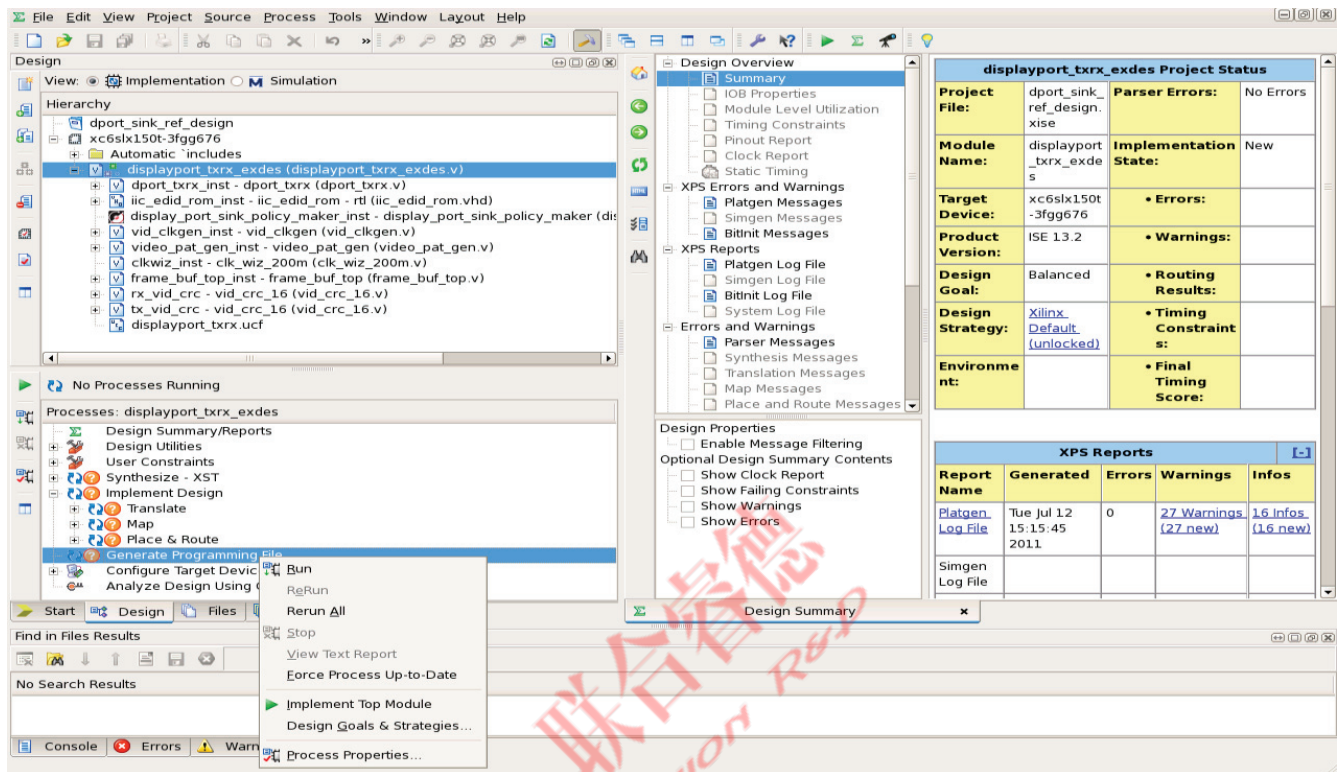 File Edit View Project Source Process Tools Window Layout Help
Design
View: Implementation Simulation
Hierarchy
dport_sink_ref_design
xc6slx150t-3fgg676
Automatic `includes
displayport_txrx_exdes (displayport_txrx_exdes.v)
dport_txrx_inst - dport_txrx (dport_txrx.v)
iic_edid_rom_inst - iic_edid_rom - rtl (iic_edid_rom.vhd)
display_port_sink_policy_maker_inst - display_port_sink_policy_maker (dis
vid_clkgen_inst - vid_clkgen (vid_clkgen.v)
video_pat_gen_inst - video_pat_gen (video_pat_gen.v)
clkwiz_inst - clk_wiz_200m (clk_wiz_200m.v)
frame_buf_top_inst - frame_buf_top (frame_buf_top.v)
rx_vid_crc - vid_crc_16 (vid_crc_16.v)
tx_vid_crc - vid_crc_16 (vid_crc_16.v)
displayport_txrx.ucf
No Processes Running
Processes: displayport_txrx_exdes
Design Summary/Reports
Design Utilities
User Constraints
Synthesize - XST
Implement Design
Translate
Map
Place & Route
Generate Programming File
Configure Target Devic
Analyze Design Using
Run
ReRun
Rerun All
Stop
View Text Report
Force Process Up-to-Date
Implement Top Module
Design Goals & Strategies...
Process Properties...
Start Design Files
Design Overview
Summary
IOB Properties
Module Level Utilization
Timing Constraints
Pinout Report
Clock Report
Static Timing
XPS Errors and Warnings
Platgen Messages
Simgen Messages
BitInit Messages
XPS Reports
Platgen Log File
Simgen Log File
BitInit Log File
System Log File
Errors and Warnings
Parser Messages
Synthesis Messages
Translation Messages
Map Messages
Place and Route Messages
Design Properties
Enable Message Filtering
Optional Design Summary Contents
Show Clock Report
Show Failing Constraints
Show Warnings
Show Errors
Design Summary
displayport_txrx_exdes Project Status
Project dport_sink_ Parser Errors: No Errors
File: ref_design.
xise
Module displayport Implementation New
Name: _txrx_exde State:
s
Target xc6slx150t • Errors:
Device: -3fgg676
Product ISE 13.2 • Warnings:
Version:
Design Balanced • Routing
Goal: Results:
Design Xilinx • Timing
Strategy: Default Constraint
(unlocked) s:
Environme • Final
nt: Timing
Score:
XPS Reports [-]
Report Generated Errors Warnings Infos
Name
Platgen Tue Jul 12 0 27 Warnings 16 Infos
Log File 15:15:45 (27 new) (16 new)
2011
Simgen
Log File
Find in Files Results
No Search Results
Console Errors Warn
联合睿德
ion R&D